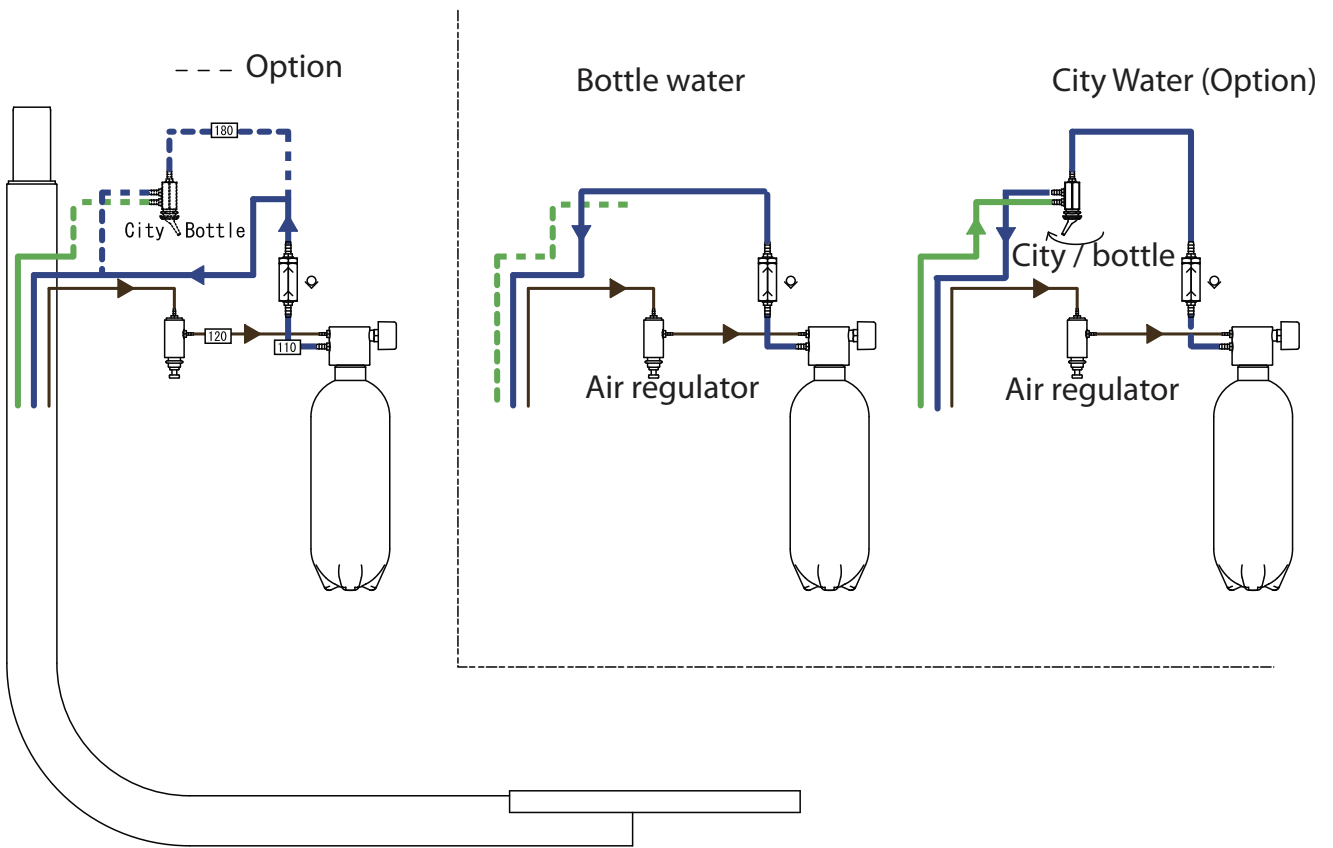 --- Option
Bottle water
City Water (Option)
180
City Bottle
City / bottle
120
110
Air regulator
Air regulator